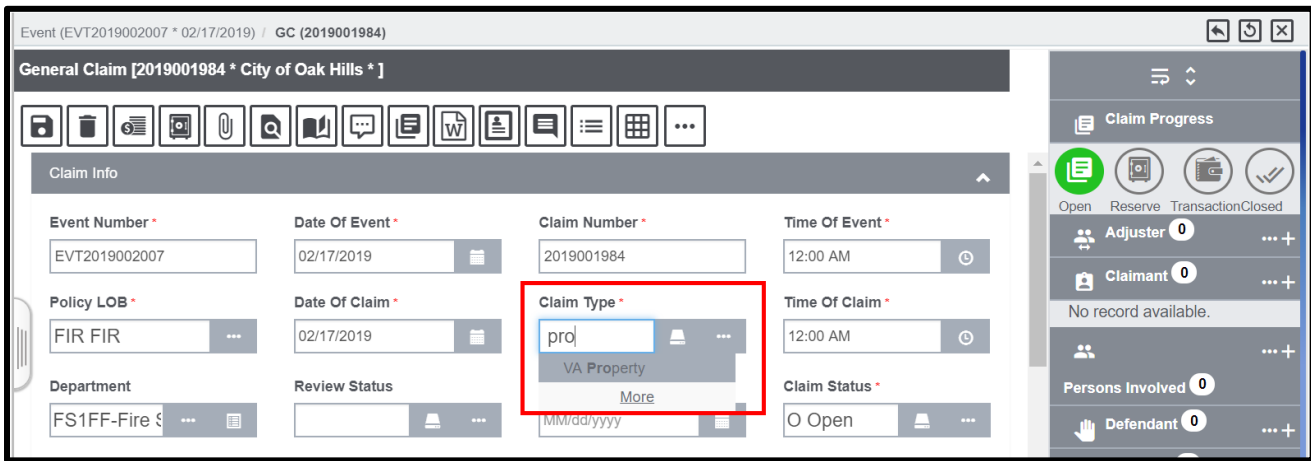 Event (EVT2019002007 * 02/17/2019) / GC (2019001984)
General Claim [2019001984 * City of Oak Hills * ]
Claim Info
Event Number * Date Of Event * Claim Number * Time Of Event *
EVT2019002007 02/17/2019 2019001984 12:00 AM
Policy LOB * Date Of Claim * Claim Type * Time Of Claim *
FIR FIR 02/17/2019 pro 12:00 AM
VA Property
More
Department Review Status Claim Status *
FS1FF-Fire MM/dd/yyyy O Open
Claim Progress
Open Reserve Transaction Closed
Adjuster 0
Claimant 0
No record available.
Persons Involved 0
Defendant 0